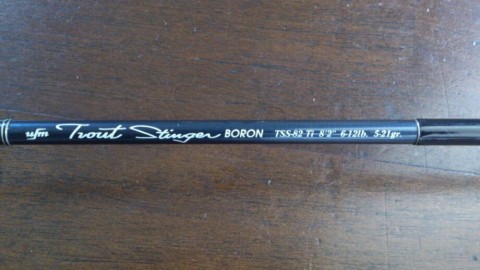 ufm Trout Stinger BORON TSS-82-Ti 8'2" 6-12lb. 5-21gr.